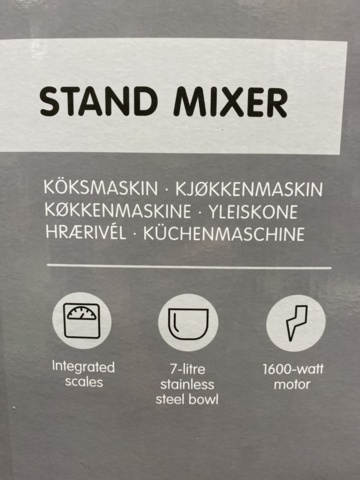 STAND MIXER
KÖKSMASKIN · KJØKKENMASKIN
KØKKENMASKINE · YLEISKONE
HRÆRIVÉL · KÜCHENMASCHINE
Integrated
scales
7-litre
stainless
steel bowl
1600-watt
motor